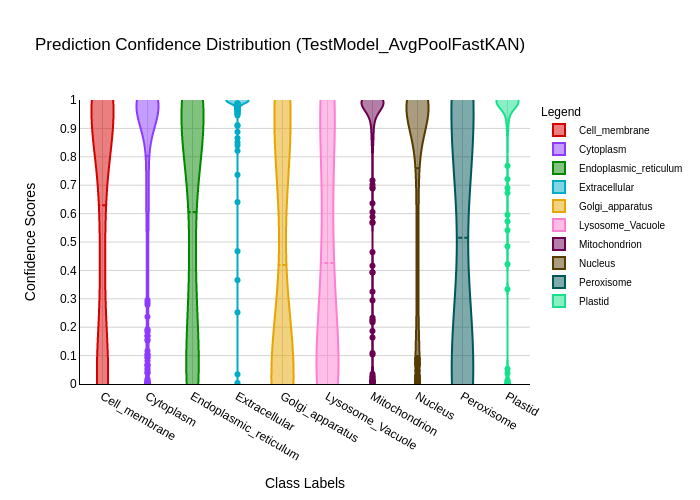 Prediction Confidence Distribution (TestModel_AvgPoolFastKAN)
Confidence Scores
1
0.9
0.8
0.7
0.6
0.5
0.4
0.3
0.2
0.1
0
Cell_membrane
Cytoplasm
Endoplasmic_reticulum
Extracellular
Golgi_apparatus
Lysosome_Vacuole
Mitochondrion
Nucleus
Peroxisome
Plastid
Class Labels
Legend
Cell_membrane
Cytoplasm
Endoplasmic_reticulum
Extracellular
Golgi_apparatus
Lysosome_Vacuole
Mitochondrion
Nucleus
Peroxisome
Plastid